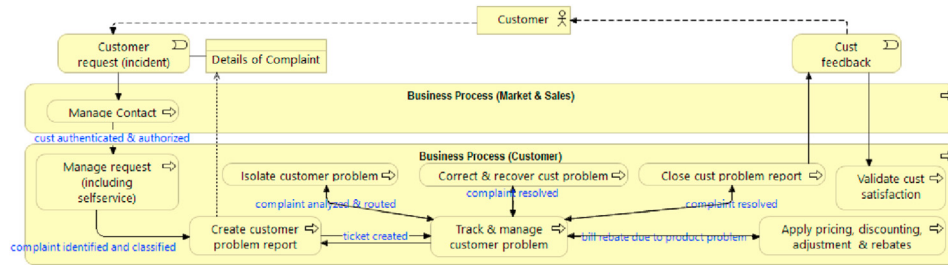 Customer
Customer
request (incident)
Details of Complaint
Cust
feedback
Business Process (Market & Sales)
Manage Contact
cust authenticated & authorized
Business Process (Customer)
Manage request
(including
selfservice)
Isolate customer problem
Correct & recover cust problem
Close cust problem report
Validate cust
satisfaction
complaint resolved
complaint analyzed & routed
complaint resolved
Create customer
problem report
ticket created
Track & manage
customer problem
bill rebate due to product problem
Apply pricing, discounting,
adjustment & rebates
complaint identified and classified